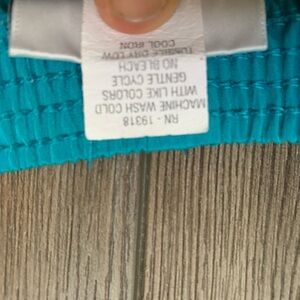 RN - 19318
MACHINE WASH COLD
WITH LIKE COLORS
GENTLE CYCLE
NO BLEACH
TUMBLE DRY LOW
COOL IRON